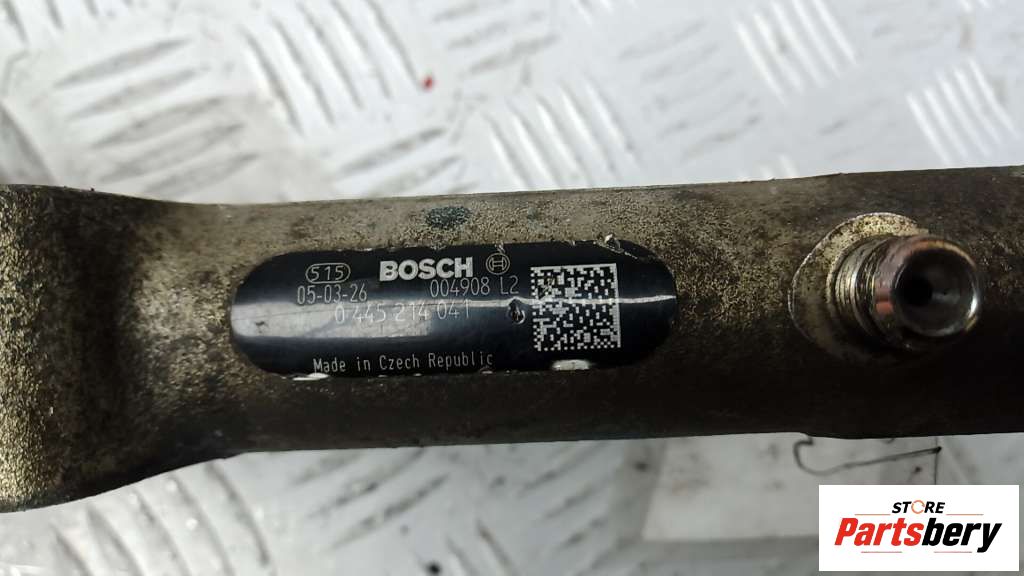 515 BOSCH
05-03-26 004908 L2
0 445 214 041
Made in Czech Republic
STORE
Partsbery